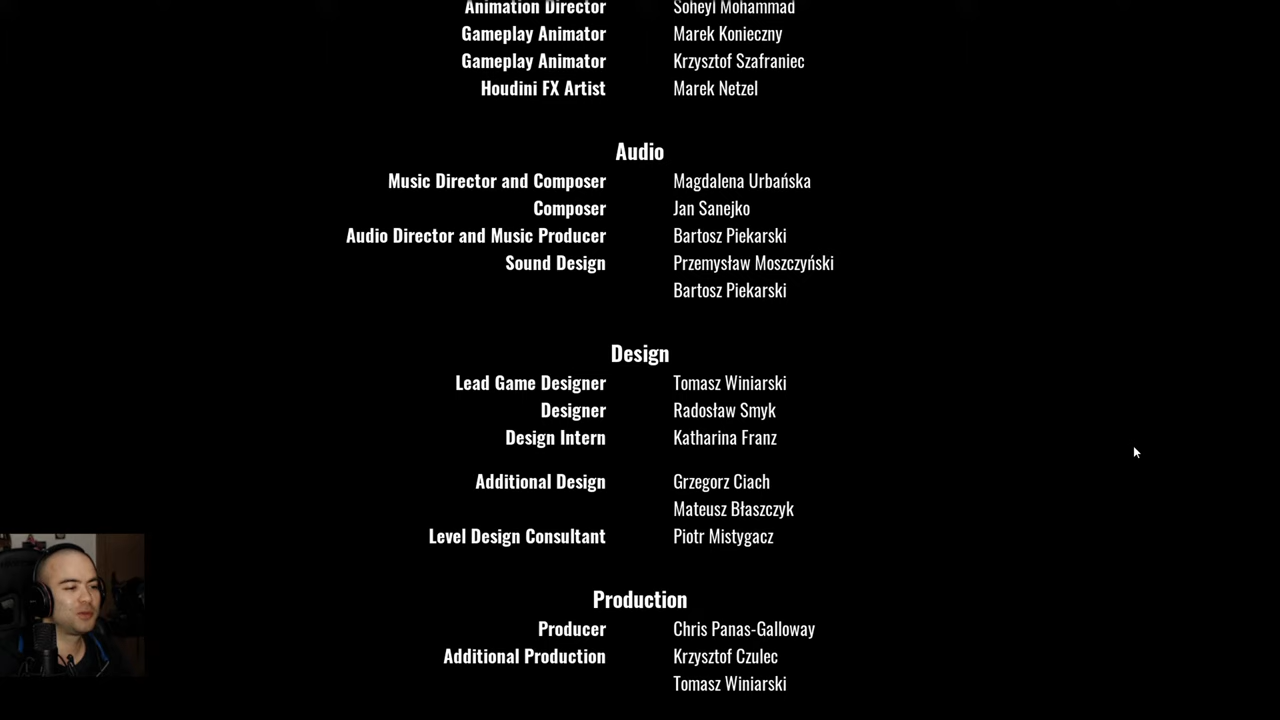 Animation Director Soheyl Mohammad
Gameplay Animator Marek Konieczny
Gameplay Animator Krzysztof Szafraniec
Houdini FX Artist Marek Netzel
Audio
Music Director and Composer Magdalena Urbańska
Composer Jan Sanejko
Audio Director and Music Producer Bartosz Piekarski
Sound Design Przemysław Moszczyński
Bartosz Piekarski
Design
Lead Game Designer Tomasz Winiarski
Designer Radosław Smyk
Design Intern Katharina Franz
Additional Design Grzegorz Ciach
Mateusz Błaszczyk
Level Design Consultant Piotr Mistygacz
Production
Producer Chris Panas-Galloway
Additional Production Krzysztof Czulec
Tomasz Winiarski